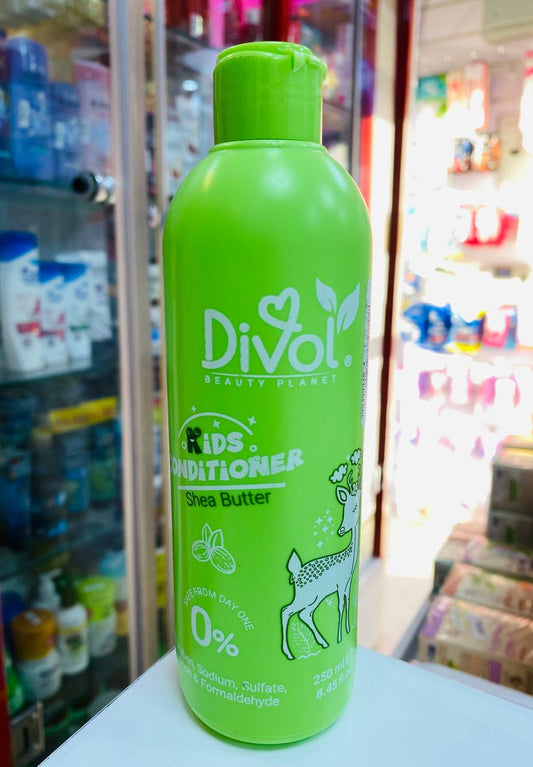 Divol®
BEAUTY PLANET
KiDS
CONDiTiONER
Shea Butter
SAFE FROM DAY ONE
0%
Sodium, Sulfate,
& Formaldehyde
250 ml
8.45 fl.